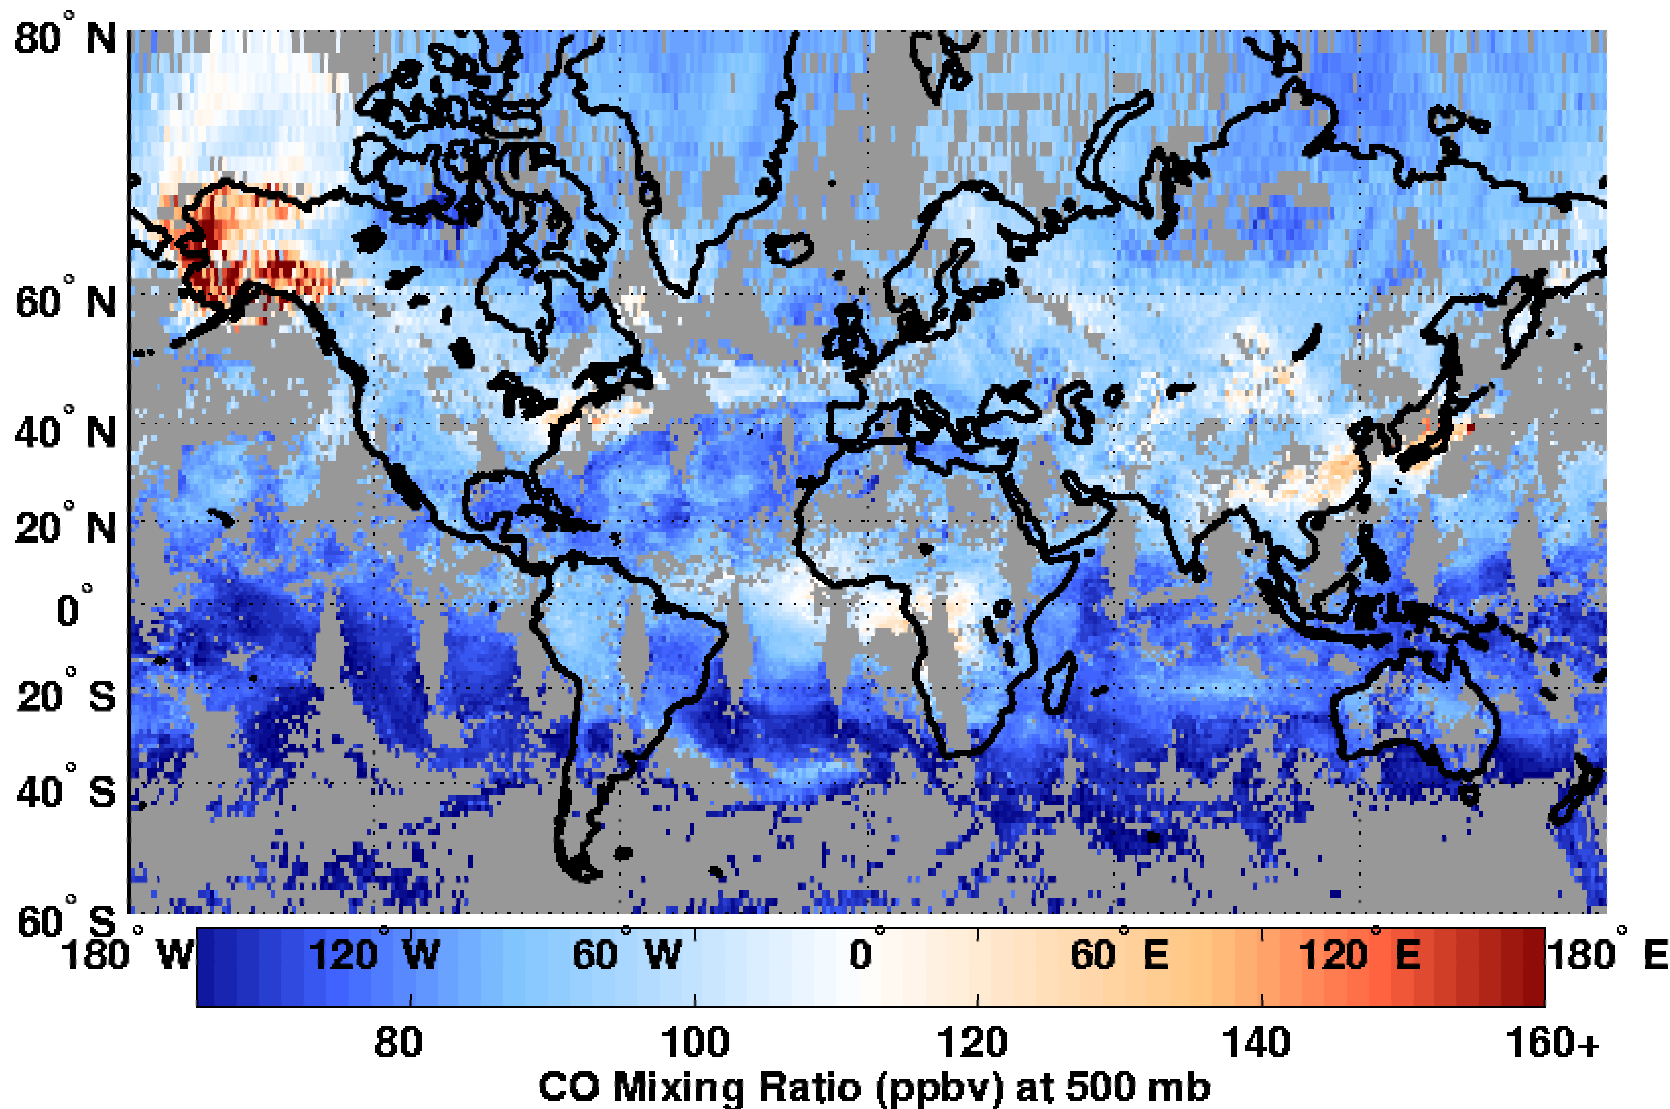 80° N
60° N
40° N
20° N
0°
20° S
40° S
60° S
180° W 120° W 60° W 0° 60° E 120° E 180° E
80 100 120 140 160+
CO Mixing Ratio (ppbv) at 500 mb